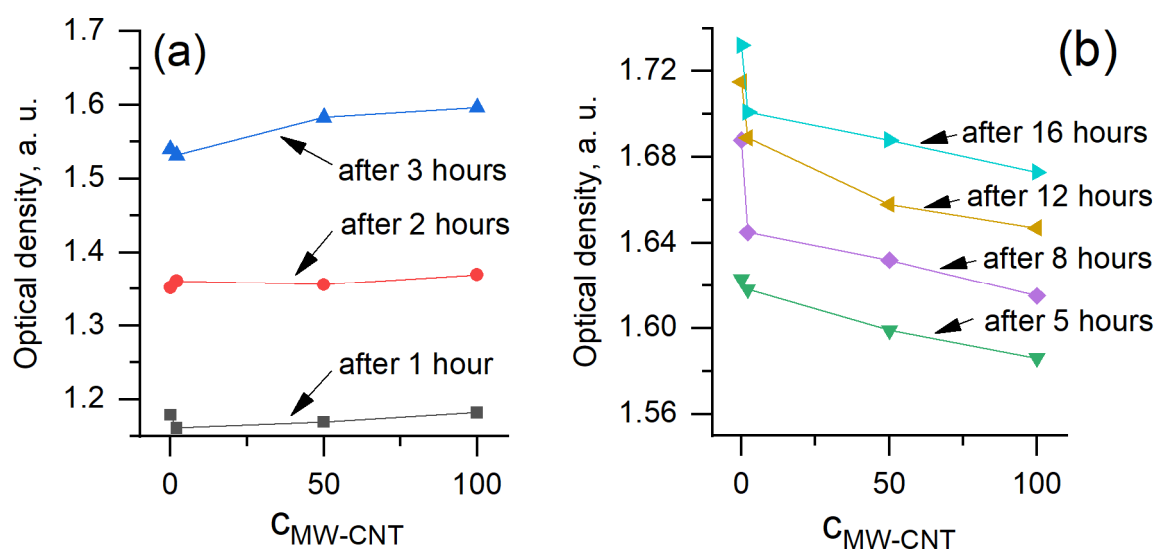 (a)
Optical density, a. u.
1.7
1.6
1.5
1.4
1.3
1.2
after 3 hours
after 2 hours
after 1 hour
0 50 100
cMW-CNT
(b)
Optical density, a. u.
1.72
1.68
1.64
1.60
1.56
after 16 hours
after 12 hours
after 8 hours
after 5 hours
0 50 100
cMW-CNT